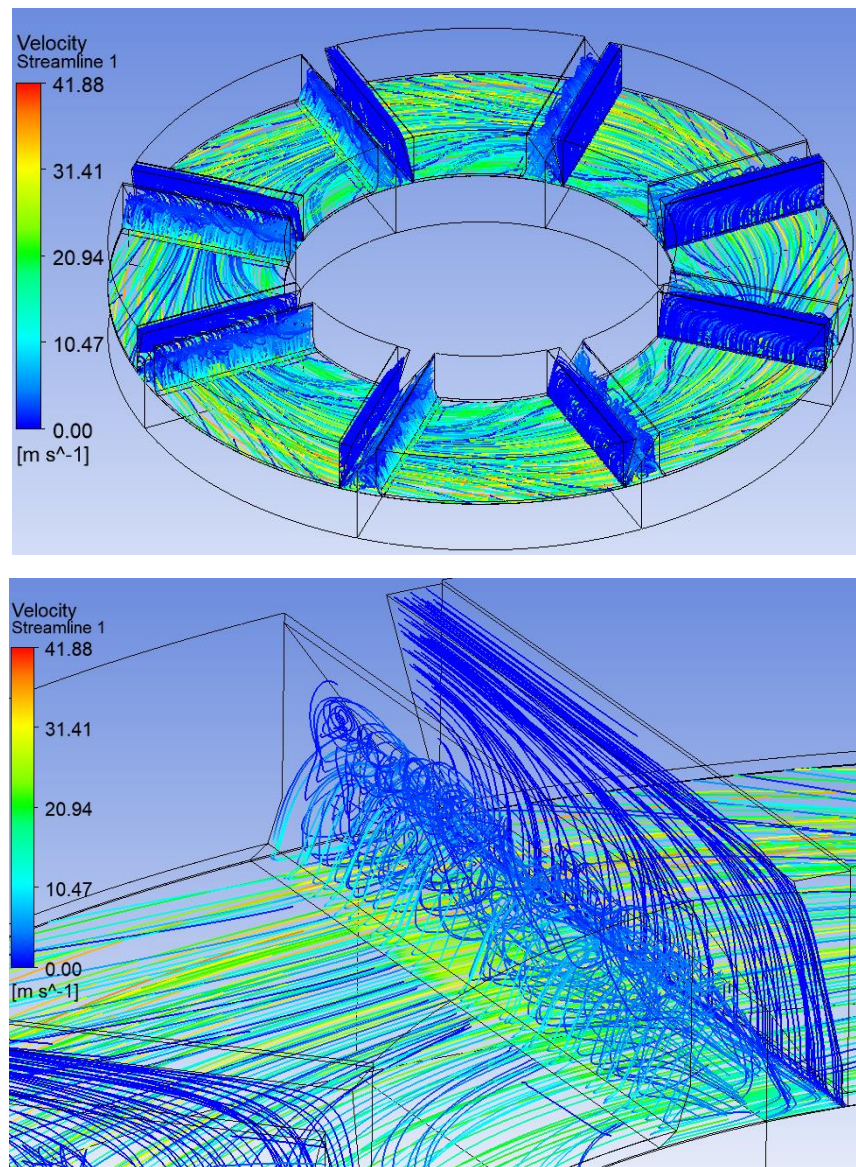 Velocity
Streamline 1
41.88
31.41
20.94
10.47
0.00
[m s^-1]
Velocity
Streamline 1
41.88
31.41
20.94
10.47
0.00
[m s^-1]